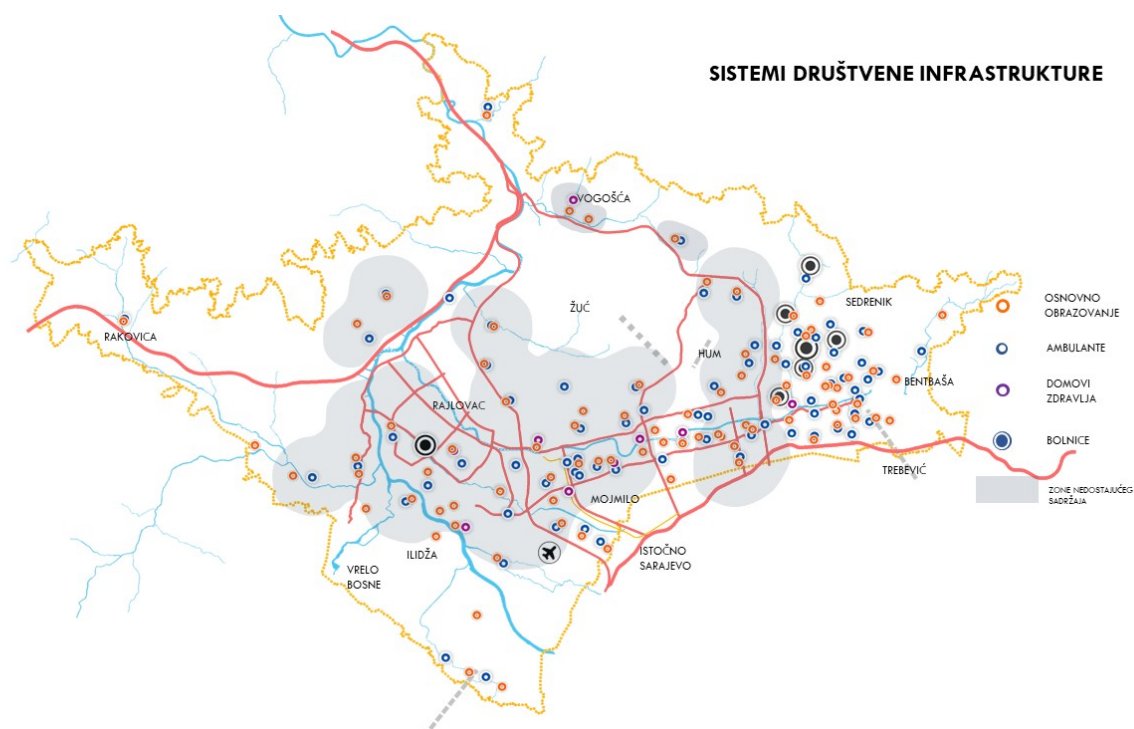 SISTEMI DRUŠTVENE INFRASTRUKTURE
VOGOŠĆA
SEDRENIK
OSNOVNO
OBRAZOVANJE
ŽUĆ
RAKOVICA
HUM
AMBULANTE
BENTBAŠA
DOMOVI
ZDRAVLJA
RAJLOVAC
BOLNICE
TREBEVIĆ
ZONE NEDOSTAJUĆEG
SADRŽAJA
MOJMILO
ILIDŽA
ISTOČNO
SARAJEVO
VRELO
BOSNE